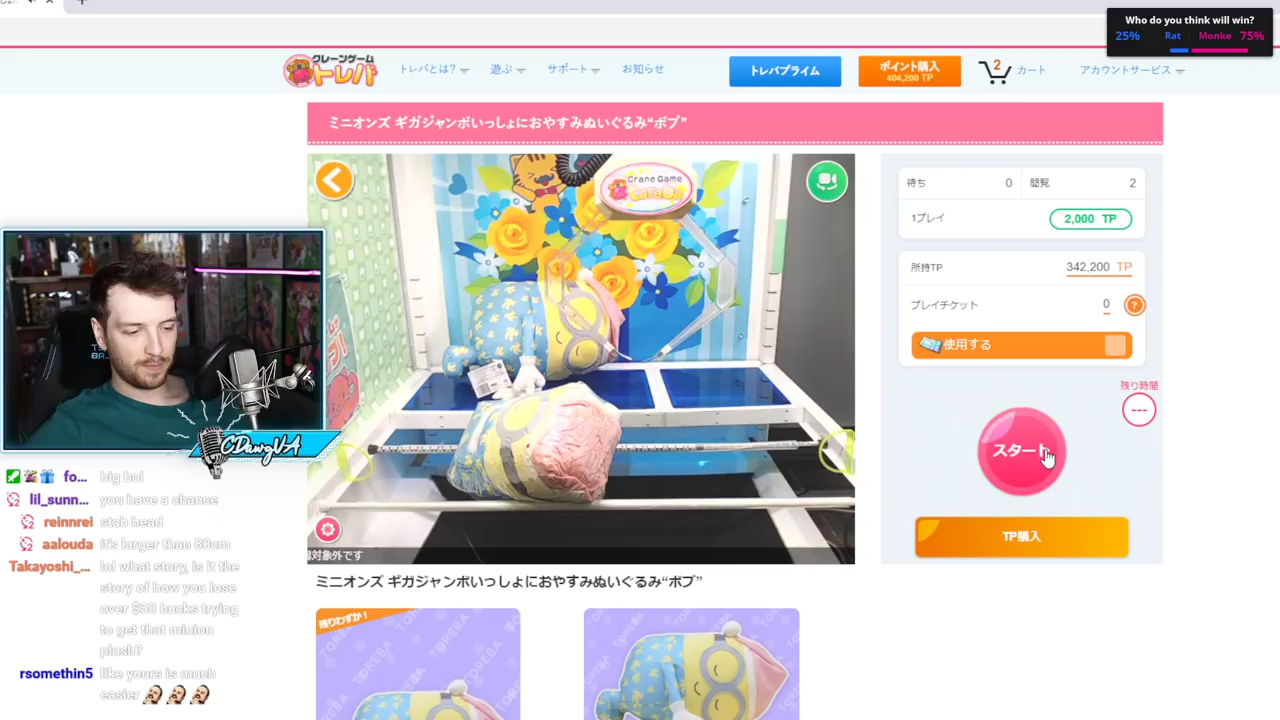 Who do you think will win?
25% Rat Monke 75%
クレーンゲーム
トレバ
トレバとは?
遊ぶ
サポート
お知らせ
トレバプライム
ポイント購入
404,200 TP
2
カート
アカウントサービス
ミニオンズ ギガジャンボいっしょにおやすみぬいぐるみ“ボブ”
Crane Game
Toreba
待ち 0
閲覧 2
1プレイ 2,000 TP
所持TP 342,200 TP
プレイチケット 0 ?
使用する
残り時間
---
スタート
TP購入
対象外です
ミニオンズ ギガジャンボいっしょにおやすみぬいぐるみ“ボブ”
残りわずか!
TOREBA
TOREBA
CDawgVA
fo... big boi
lil_sunn... you have a chance
reinnrei stab head
aalouda it's larger than 80cm
Takayoshi_... lol what story, is it the
story of how you lose
over $50 bucks trying
to get that minion
plush?
rsomethin5 like yours is much
easier